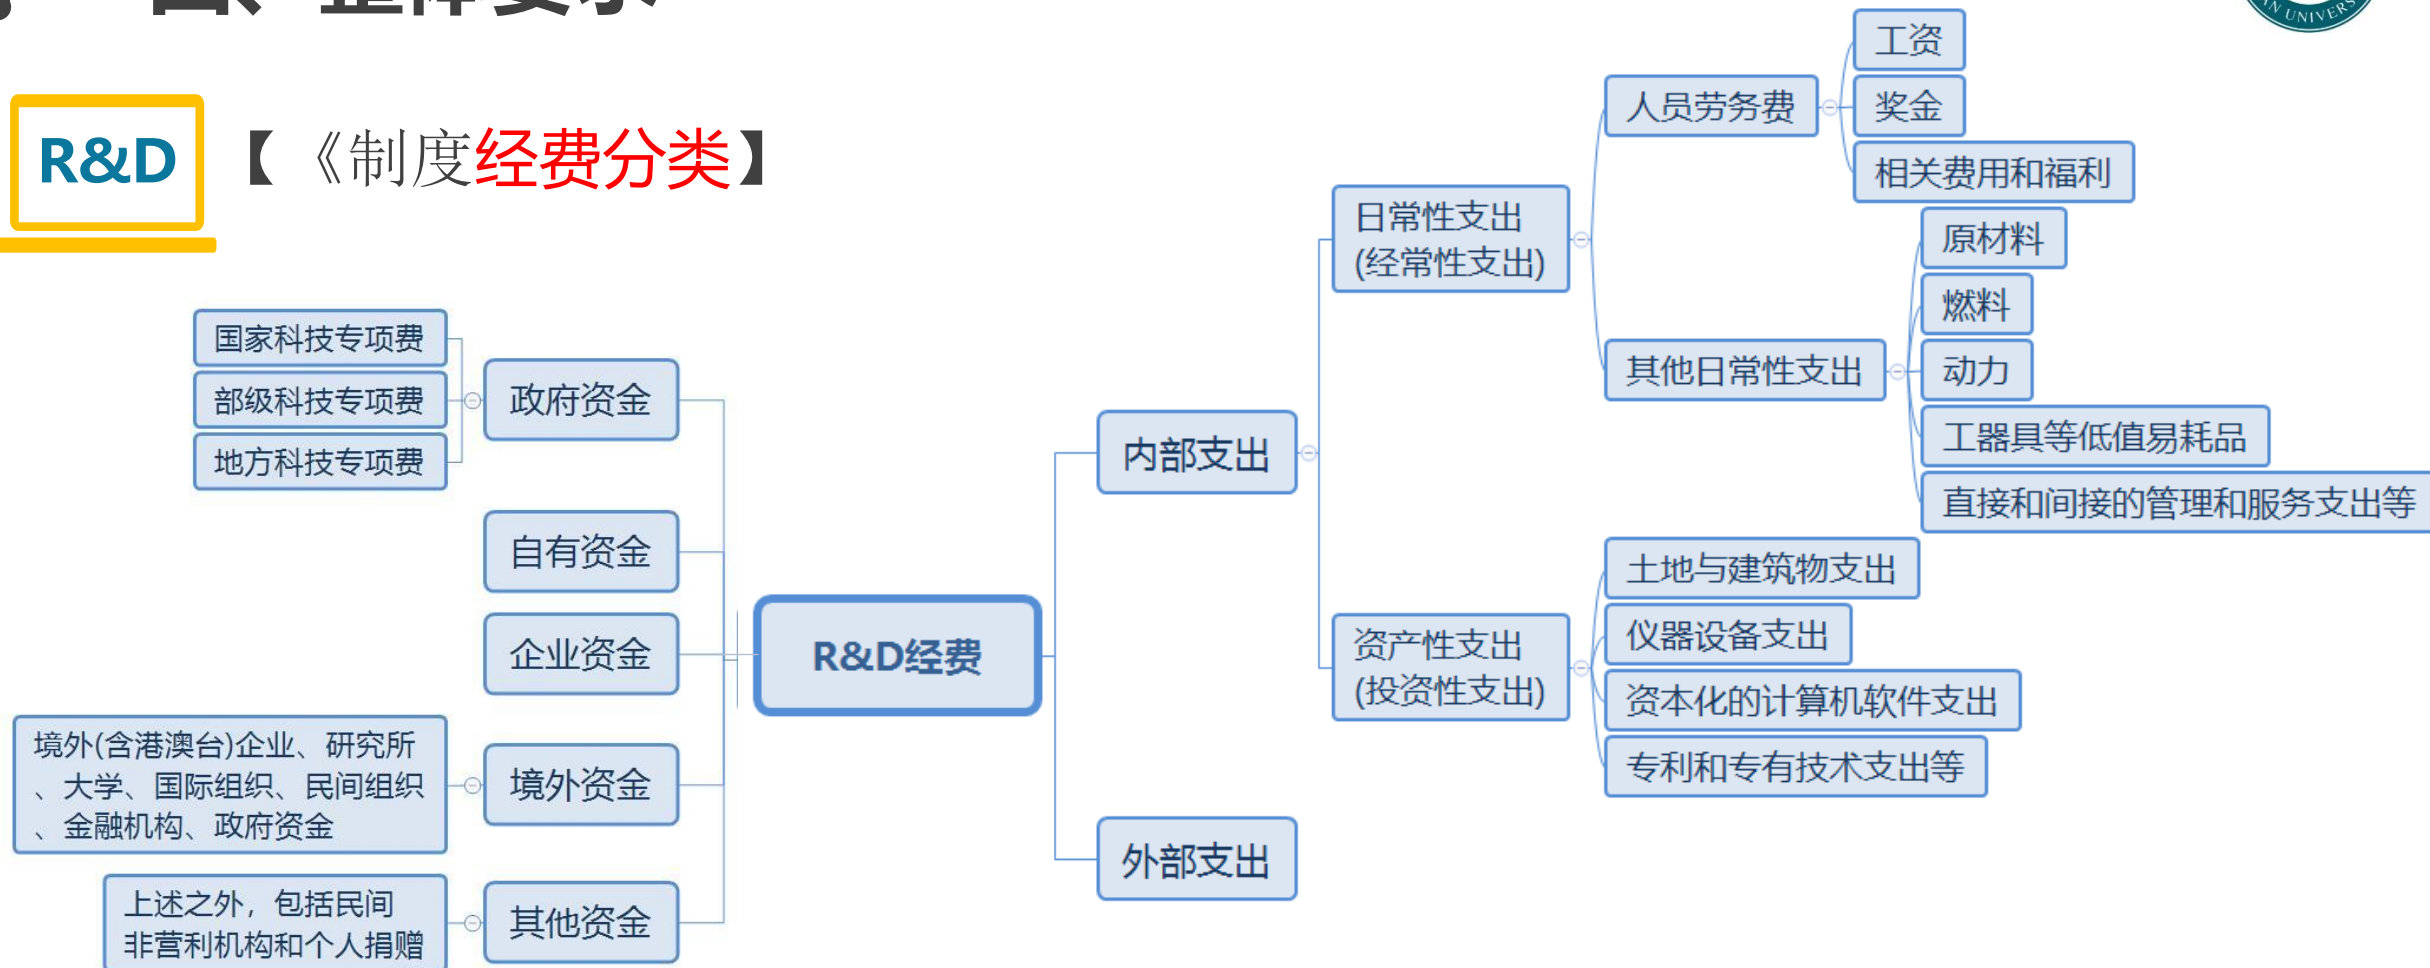 四、整体要求
AN UNIVERS
R&D
【《制度经费分类】
国家科技专项费
部级科技专项费
地方科技专项费
政府资金
自有资金
企业资金
境外(含港澳台)企业、研究所
、大学、国际组织、民间组织
、金融机构、政府资金
境外资金
上述之外，包括民间
非营利机构和个人捐赠
其他资金
R&D经费
内部支出
日常性支出
(经常性支出)
人员劳务费
工资
奖金
相关费用和福利
其他日常性支出
原材料
燃料
动力
工器具等低值易耗品
直接和间接的管理和服务支出等
资产性支出
(投资性支出)
土地与建筑物支出
仪器设备支出
资本化的计算机软件支出
专利和专有技术支出等
外部支出